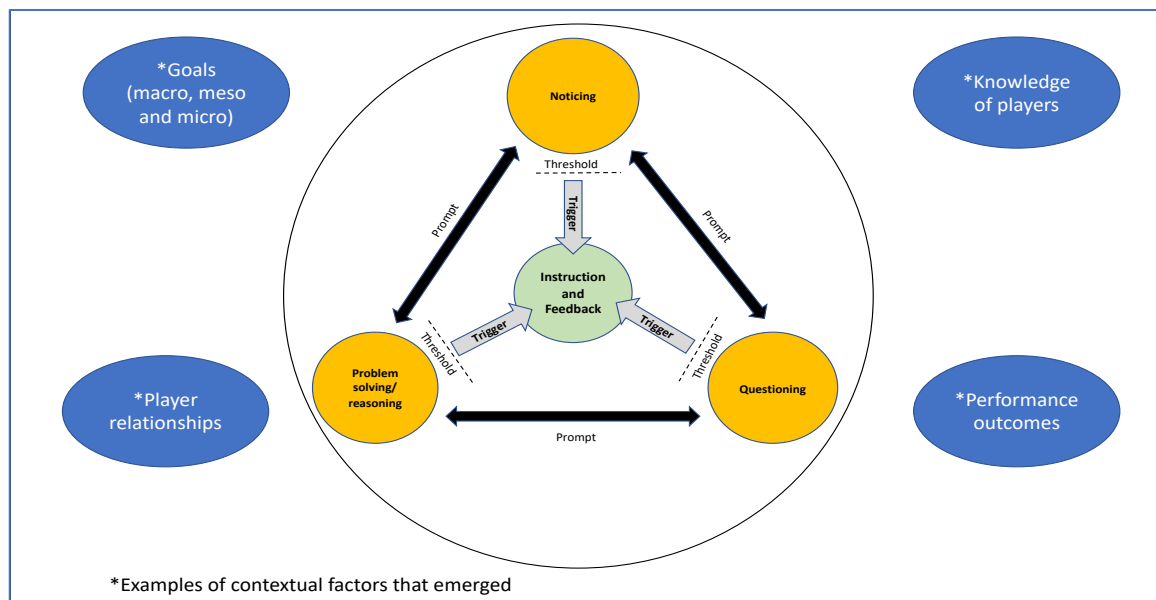 *Goals
(macro, meso
and micro)
*Knowledge
of players
Noticing
Threshold
Trigger
Prompt
Prompt
Instruction
and
Feedback
Trigger
Threshold
Trigger
Threshold
Problem
solving/
reasoning
Questioning
Prompt
*Player
relationships
*Performance
outcomes
*Examples of contextual factors that emerged